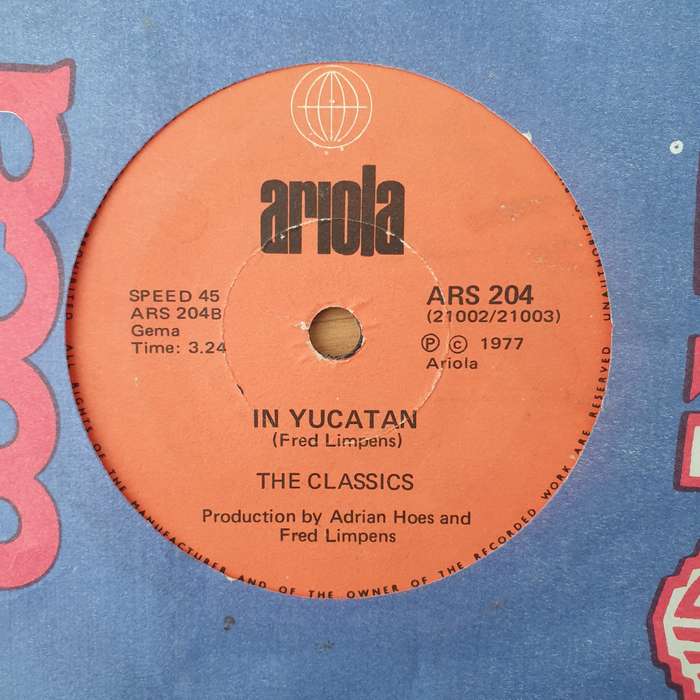 ariola
SPEED 45
ARS 204B
Gema
Time: 3.24
ARS 204
(21002/21003)
Ⓟ © 1977
Ariola
IN YUCATAN
(Fred Limpens)
THE CLASSICS
Production by Adrian Hoes and
Fred Limpens
ALL RIGHTS OF THE MANUFACTURER AND OF THE OWNER OF THE RECORDED WORK ARE RESERVED